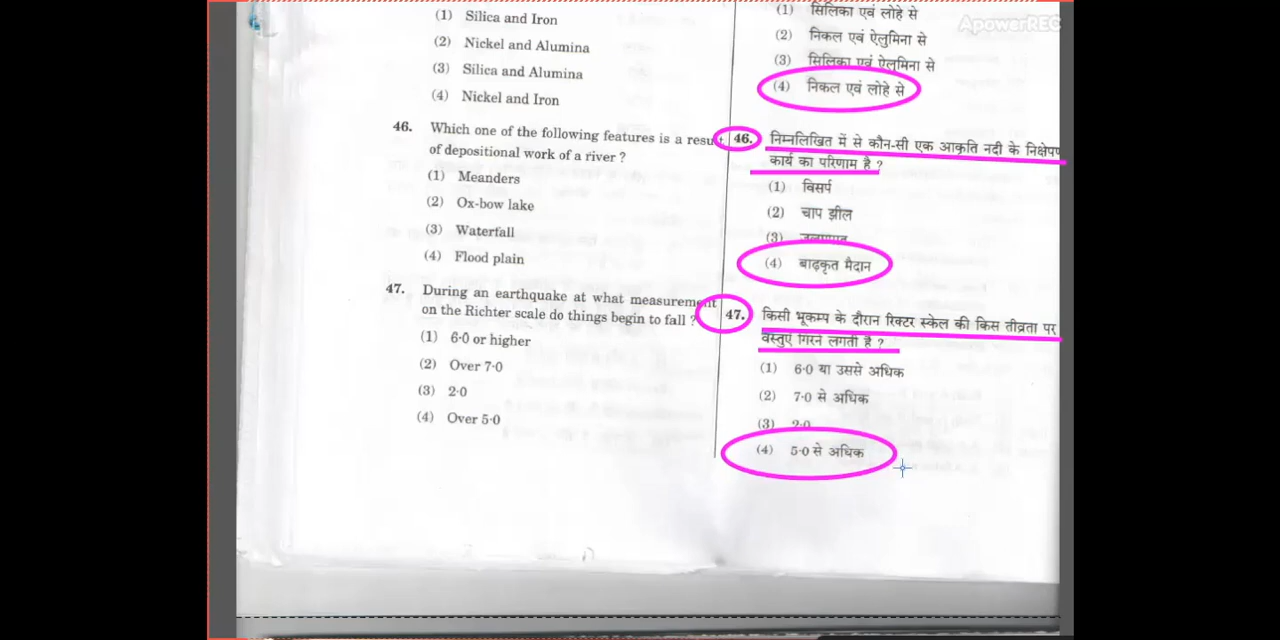 (1) Silica and Iron
(2) Nickel and Alumina
(3) Silica and Alumina
(4) Nickel and Iron
46. Which one of the following features is a resu
of depositional work of a river ?
(1) Meanders
(2) Ox-bow lake
(3) Waterfall
(4) Flood plain
47. During an earthquake at what measurement
on the Richter scale do things begin to fall ?
(1) 6·0 or higher
(2) Over 7·0
(3) 2·0
(4) Over 5·0
ApowerREC
(1) सिलिका एवं लोहे से
(2) निकल एवं ऐलुमिना से
(3) सिलिका एवं ऐलुमिना से
(4) निकल एवं लोहे से
46. निम्नलिखित में से कौन-सी एक आकृति नदी के निक्षेपण
कार्य का परिणाम है ?
(1) विसर्प
(2) चाप झील
(3)
(4) बाढ़कृत मैदान
47. किसी भूकम्प के दौरान रिक्टर स्केल की किस तीव्रता पर
वस्तुएँ गिरने लगती है ?
(1) 6·0 या उससे अधिक
(2) 7·0 से अधिक
(3) 2·0
(4) 5·0 से अधिक